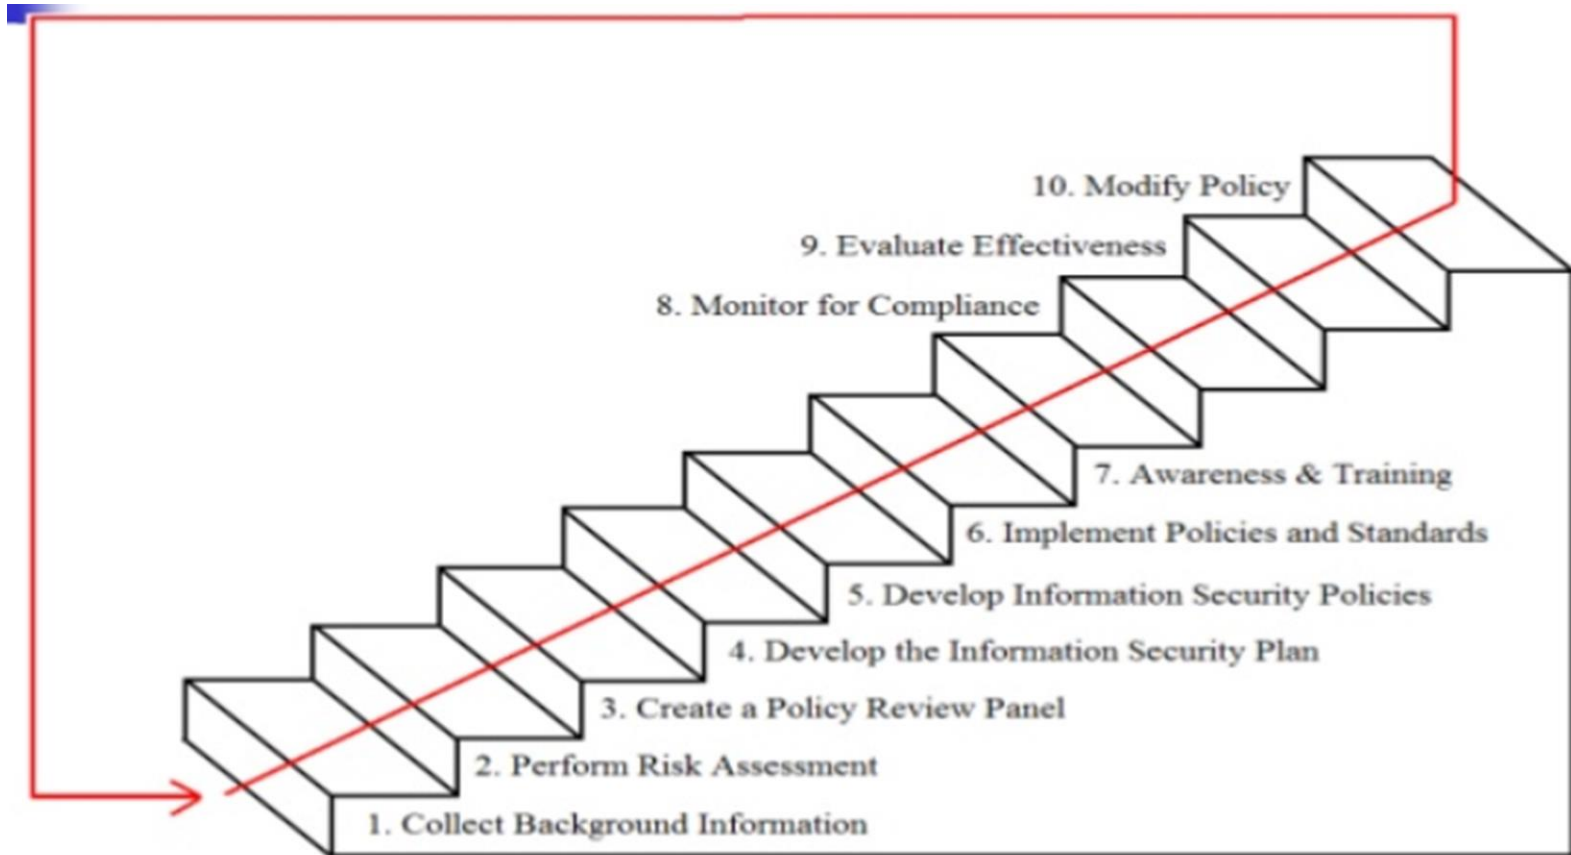 10. Modify Policy
9. Evaluate Effectiveness
8. Monitor for Compliance
7. Awareness & Training
6. Implement Policies and Standards
5. Develop Information Security Policies
4. Develop the Information Security Plan
3. Create a Policy Review Panel
2. Perform Risk Assessment
1. Collect Background Information